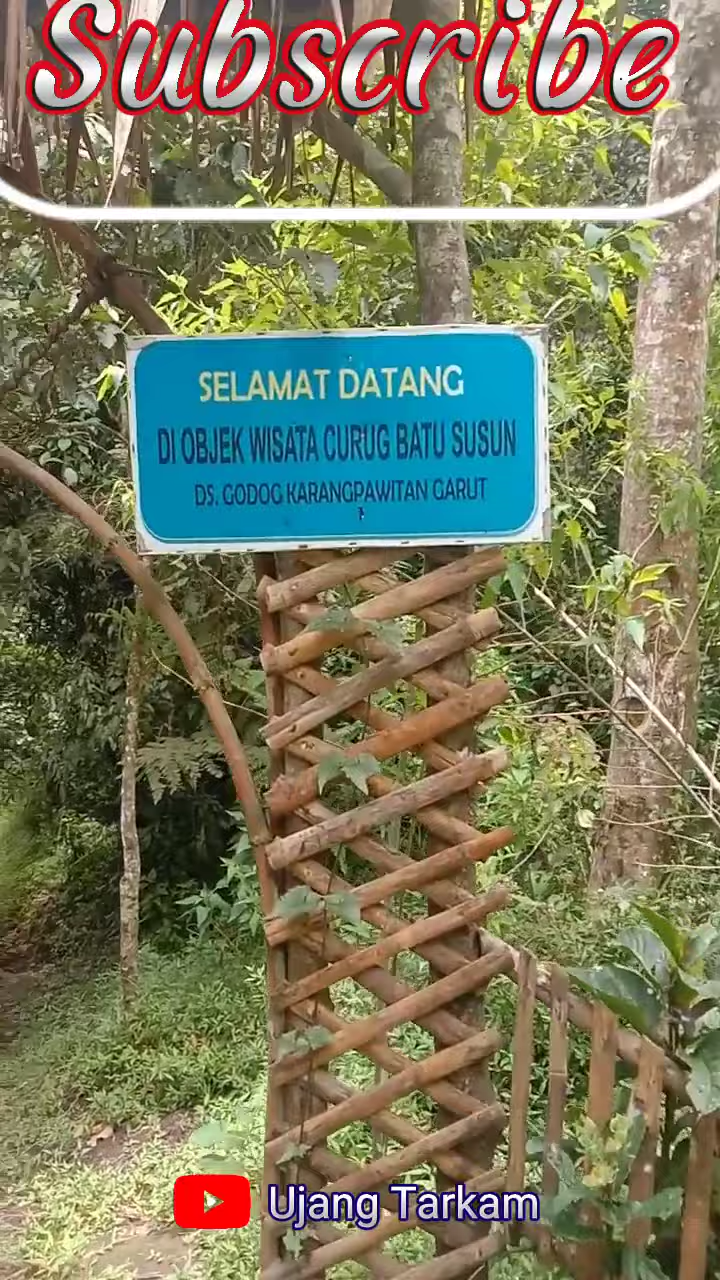 Subscribe
SELAMAT DATANG
DI OBJEK WISATA CURUG BATU SUSUN
DS. GODOG KARANGPAWITAN GARUT
Ujang Tarkam